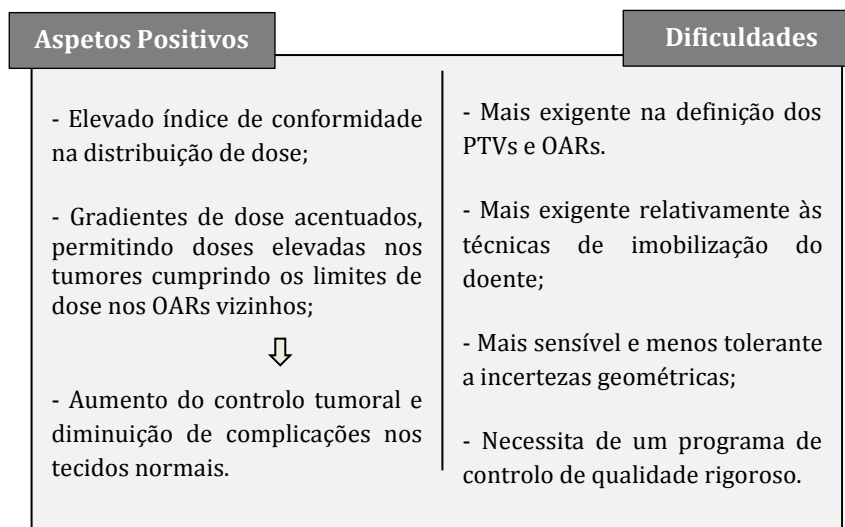 Aspetos Positivos
- Elevado índice de conformidade
na distribuição de dose;
- Gradientes de dose acentuados,
permitindo doses elevadas nos
tumores cumprindo os limites de
dose nos OARs vizinhos;
- Aumento do controlo tumoral e
diminuição de complicações nos
tecidos normais.
Dificuldades
- Mais exigente na definição dos
PTVs e OARs.
- Mais exigente relativamente às
técnicas de imobilização do
doente;
- Mais sensível e menos tolerante
a incertezas geométricas;
- Necessita de um programa de
controlo de qualidade rigoroso.